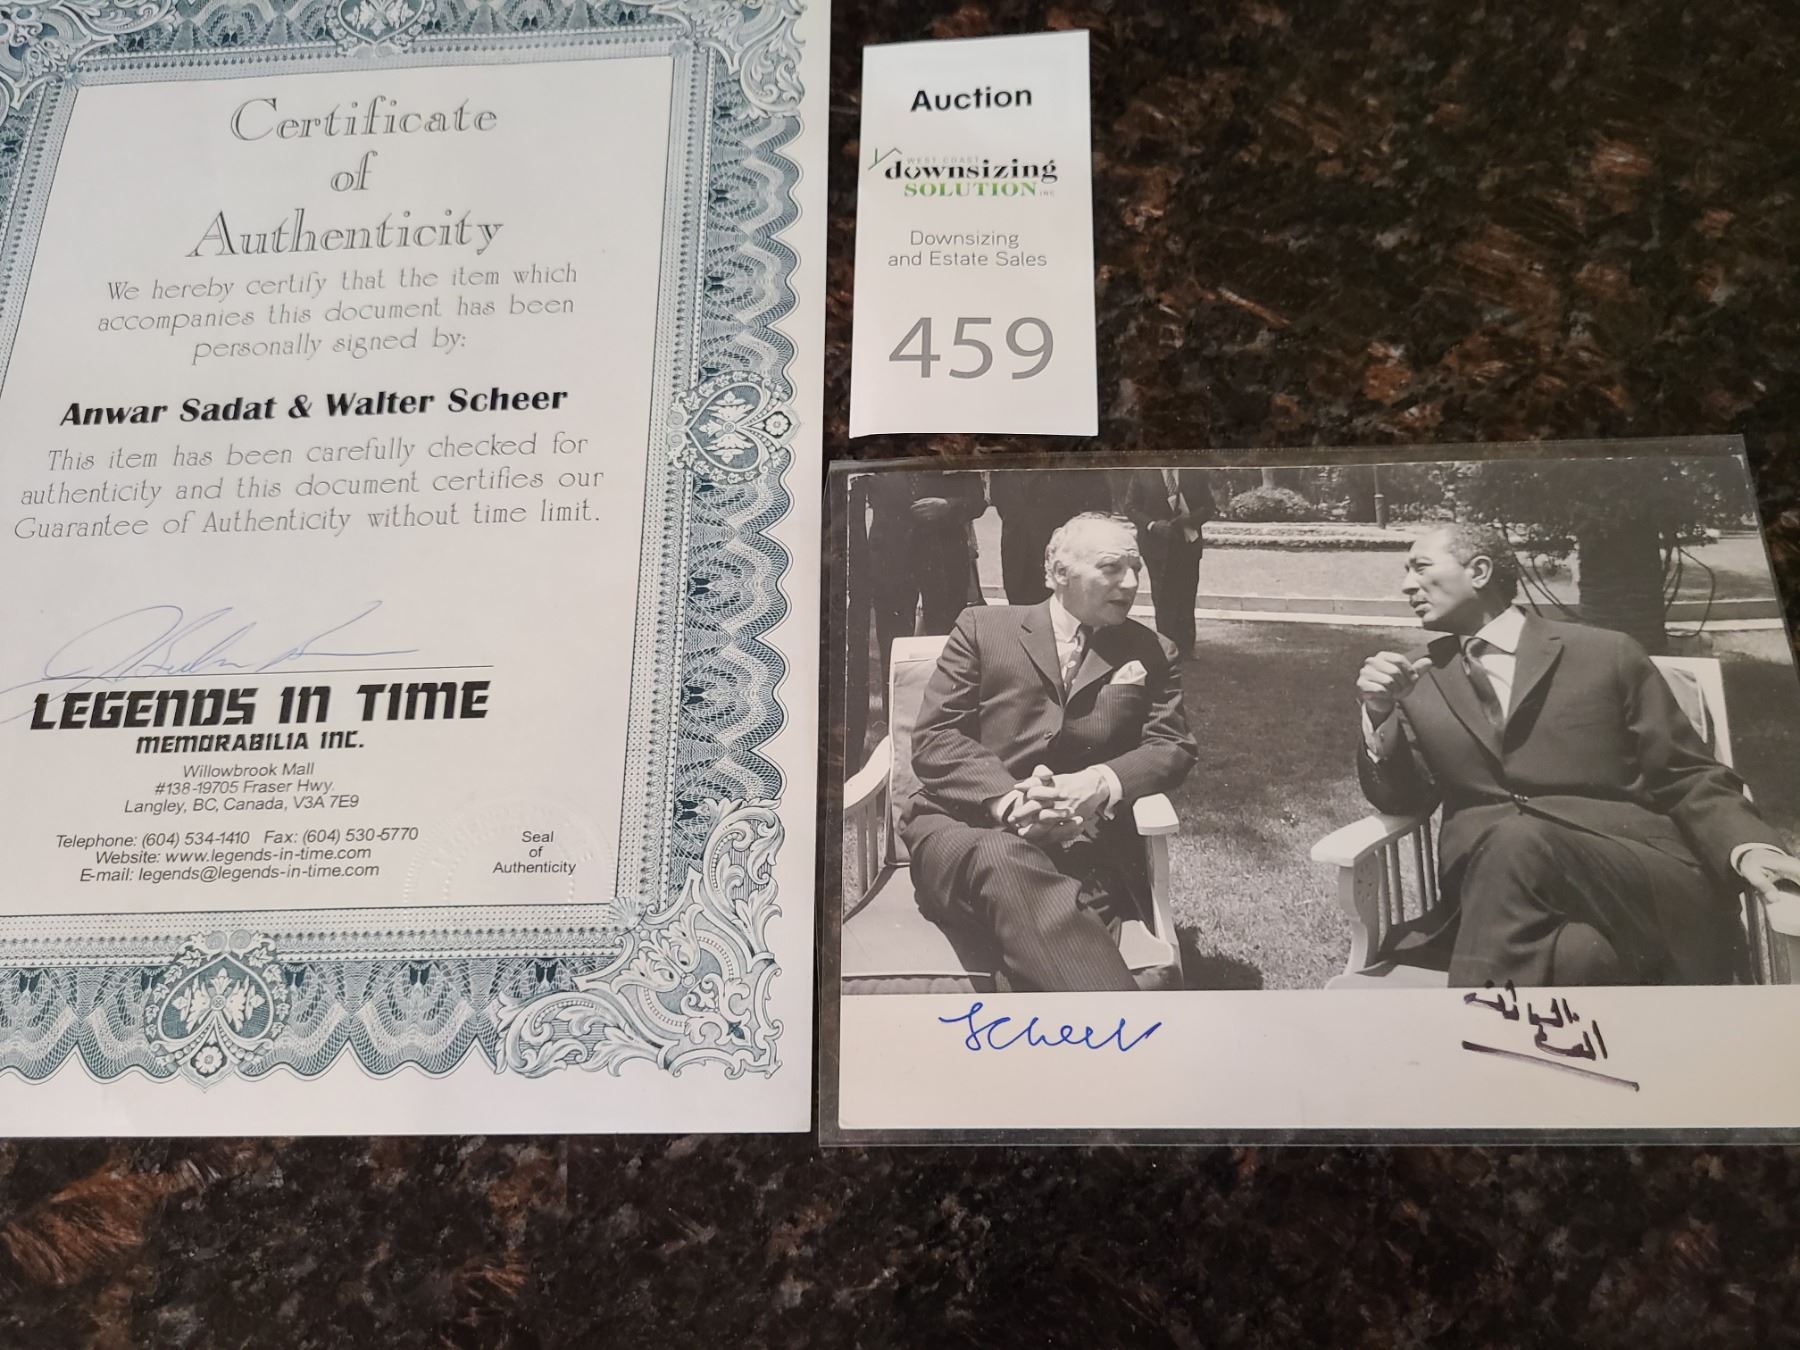 Certificate
of
Authenticity
We hereby certify that the item which
accompanies this document has been
personally signed by:
Anwar Sadat & Walter Scheer
This item has been carefully checked for
authenticity and this document certifies our
Guarantee of Authenticity without time limit.
LEGENDS IN TIME
MEMORABILIA INC.
Willowbrook Mall
#138-19705 Fraser Hwy.
Langley, BC, Canada, V3A 7E9
Telephone: (604) 534-1410 Fax: (604) 530-5770
Website: www.legends-in-time.com
E-mail: legends@legends-in-time.com
Seal
of
Authenticity
Auction
WEST COAST
downsizing
SOLUTION INC
Downsizing
and Estate Sales
459
Scheel